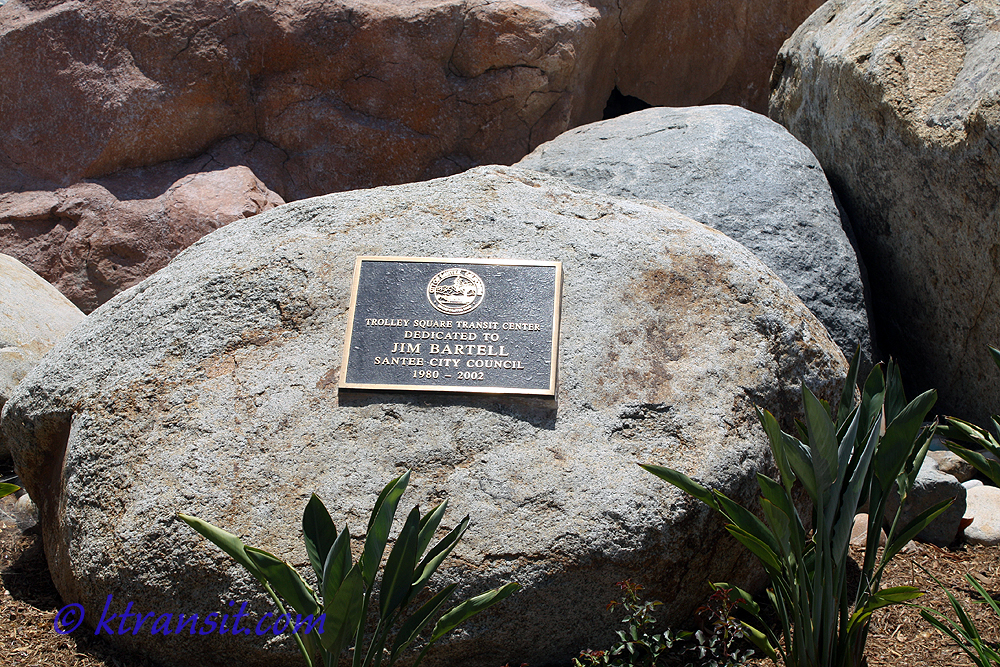 TROLLEY SQUARE TRANSIT CENTER
DEDICATED TO
JIM BARTELL
SANTEE CITY COUNCIL
1980 – 2002
© ktransit.com